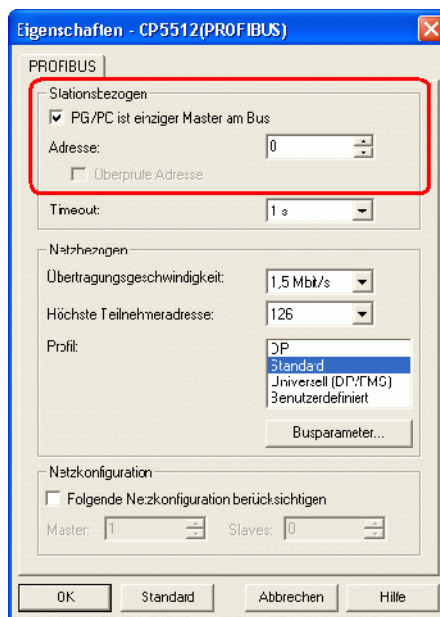 Eigenschaften - CP5512(PROFIBUS)
PROFIBUS
Stationsbezogen
PG/PC ist einziger Master am Bus
Adresse: 0
Überprüfe Adresse
Timeout: 1 s
Netzbezogen
Übertragungsgeschwindigkeit: 1,5 Mbit/s
Höchste Teilnehmeradresse: 126
Profil: DP
Standard
Universell (DP/FMS)
Benutzerdefiniert
Busparameter...
Netzkonfiguration
Folgende Netzkonfiguration berücksichtigen
Master: 1 Slaves: 0
OK Standard Abbrechen Hilfe